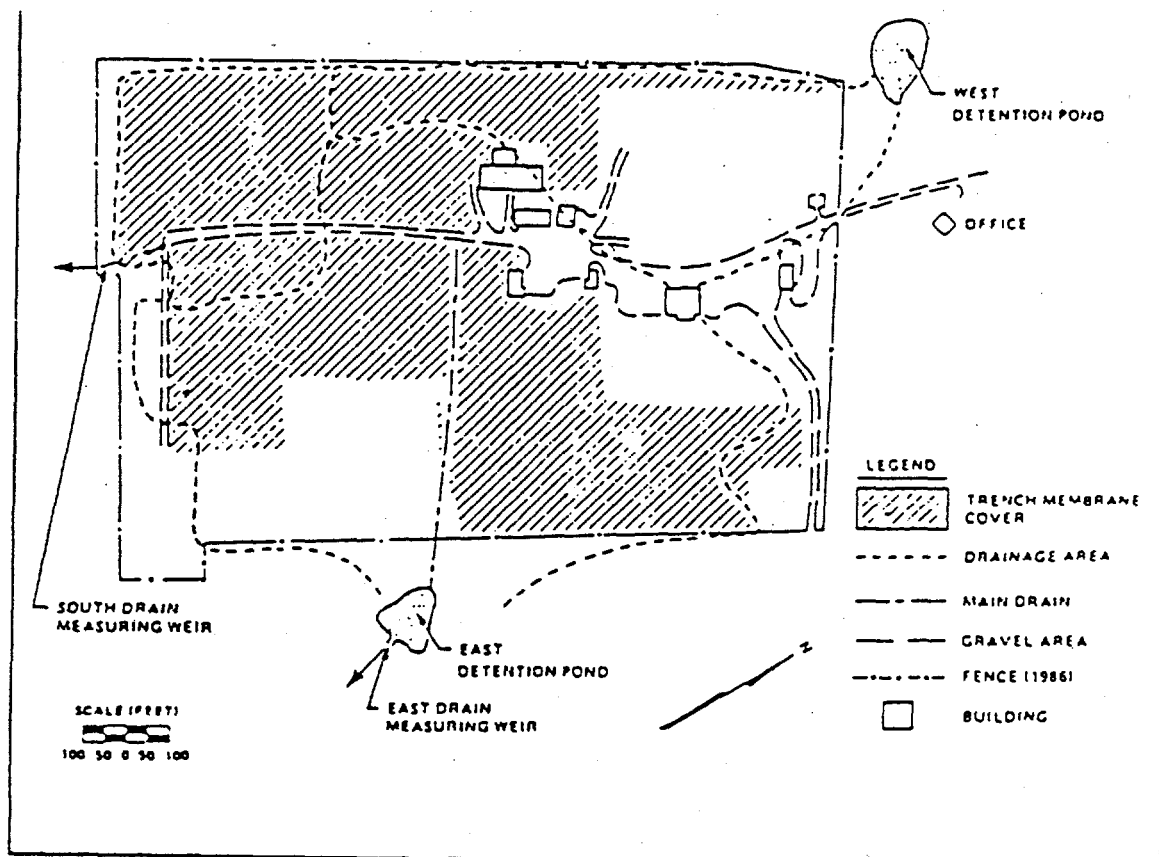 WEST
DETENTION POND
OFFICE
LEGEND
TRENCH MEMBRANE
COVER
DRAINAGE AREA
MAIN DRAIN
GRAVEL AREA
FENCE (1986)
BUILDING
SOUTH DRAIN
MEASURING WEIR
EAST
DETENTION POND
EAST DRAIN
MEASURING WEIR
N
SCALE (FEET)
100 50 0 50 100